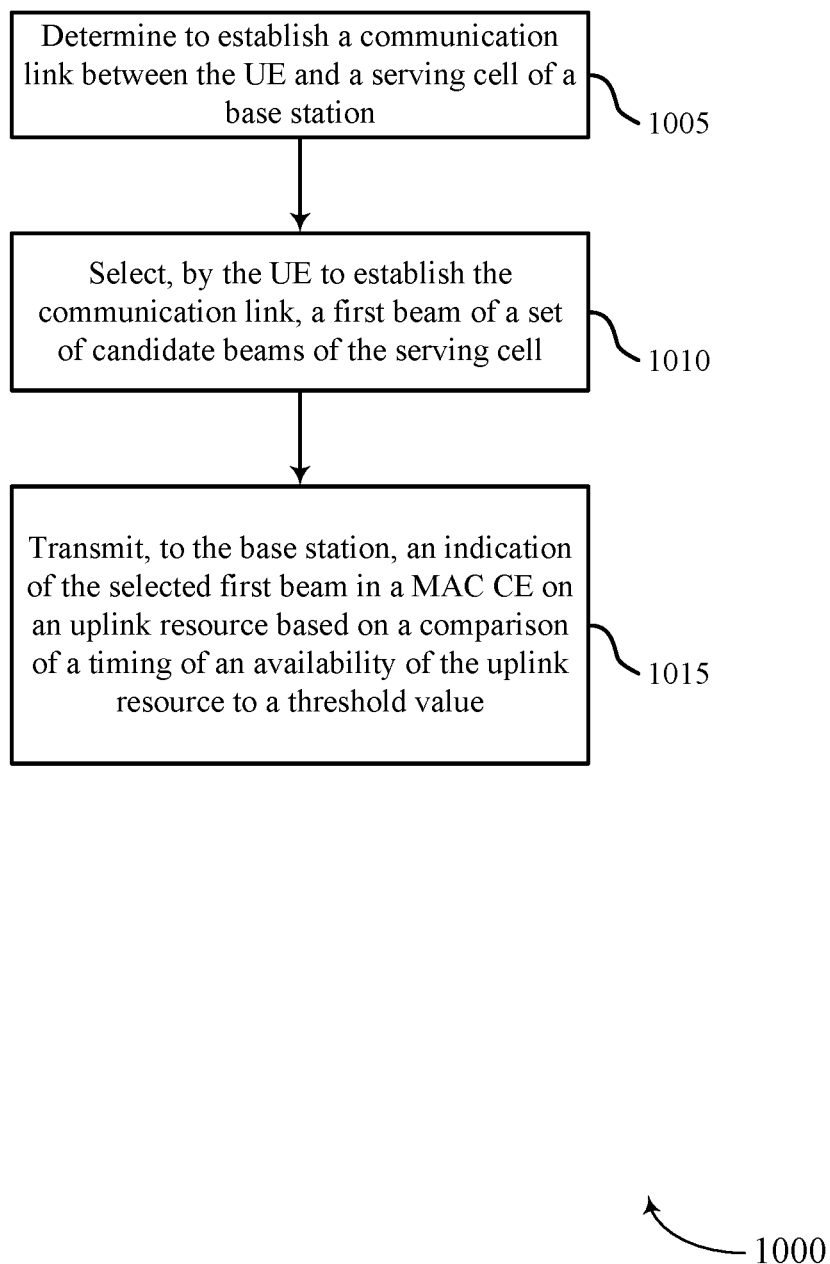 Determine to establish a communication
link between the UE and a serving cell of a
base station
1005
Select, by the UE to establish the
communication link, a first beam of a set
of candidate beams of the serving cell
1010
Transmit, to the base station, an indication
of the selected first beam in a MAC CE on
an uplink resource based on a comparison
of a timing of an availability of the uplink
resource to a threshold value
1015
1000